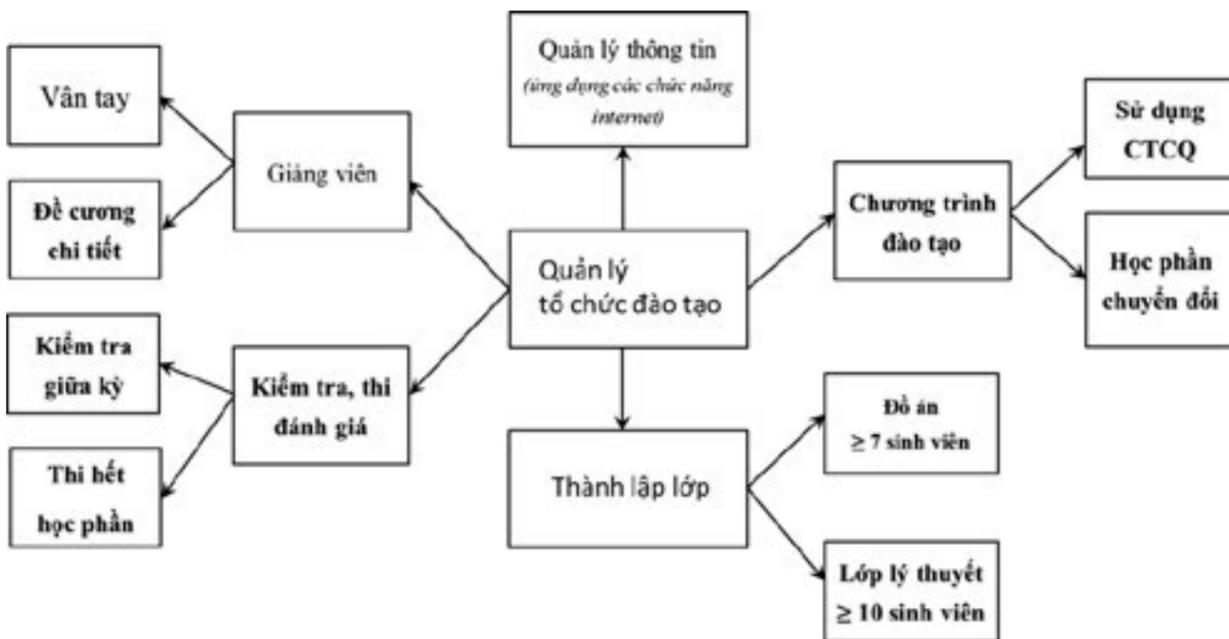 Quản lý thông tin
(ứng dụng các chức năng
internet)
Vân tay
Giảng viên
Đề cương
chi tiết
Sử dụng
CTCQ
Chương trình
đào tạo
Học phần
chuyển đổi
Quản lý
tổ chức đào tạo
Kiểm tra
giữa kỳ
Kiểm tra, thi
đánh giá
Thi hết
học phần
Thành lập lớp
Đồ án
≥ 7 sinh viên
Lớp lý thuyết
≥ 10 sinh viên